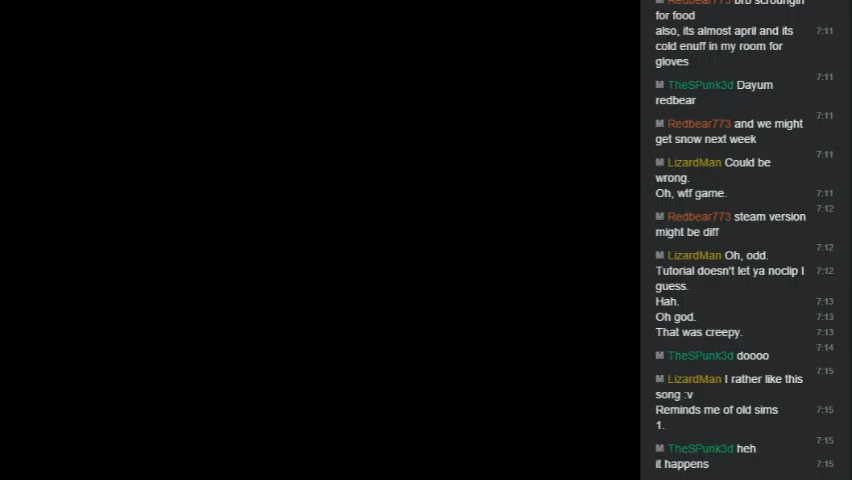 M Redbear773 brb scroungin
for food
also, its almost april and its 7:11
cold enuff in my room for
gloves
7:11
M TheSPunk3d Dayum
redbear
7:11
M Redbear773 and we might
get snow next week
7:11
M LizardMan Could be
wrong.
Oh, wtf game. 7:11
7:12
M Redbear773 steam version
might be diff
7:12
M LizardMan Oh, odd.
Tutorial doesn't let ya noclip I 7:12
guess.
Hah. 7:13
Oh god. 7:13
That was creepy. 7:13
7:14
M TheSPunk3d doooo
7:15
M LizardMan I rather like this
song :v
Reminds me of old sims 7:15
1.
7:15
M TheSPunk3d heh
it happens 7:15